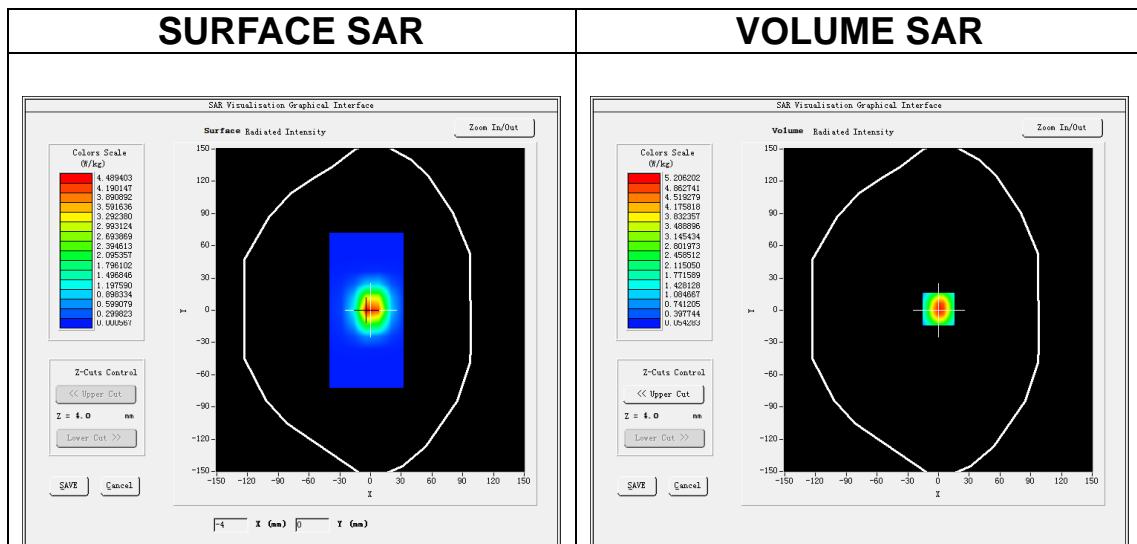 SURFACE SAR
VOLUME SAR
SAR Visualisation Graphical Interface
Surface Radiated Intensity
Zoom In/Out
Colors Scale
(W/kg)
4.489403
4.190147
3.890892
3.591636
3.292380
2.993124
2.693869
2.394613
2.095357
1.796102
1.496846
1.197590
0.898334
0.599079
0.299823
0.000567
Z-Cuts Control
<< Upper Cut
Z = 4.0 mm
Lower Cut >>
SAVE Cancel
150
120
90
60
30
0
-30
-60
-90
-120
-150
Y
-150 -120 -90 -60 -30 0 30 60 90 120 150
X
-4 X (mm) 0 Y (mm)
SAR Visualisation Graphical Interface
Volume Radiated Intensity
Zoom In/Out
Colors Scale
(W/kg)
5.206202
4.862741
4.519279
4.175818
3.832357
3.488896
3.145434
2.801973
2.458512
2.115050
1.771589
1.428128
1.084667
0.741205
0.397744
0.054283
Z-Cuts Control
<< Upper Cut
Z = 4.0 mm
Lower Cut >>
SAVE Cancel
150
120
90
60
30
0
-30
-60
-90
-120
-150
Y
-150 -120 -90 -60 -30 0 30 60 90 120 150
X